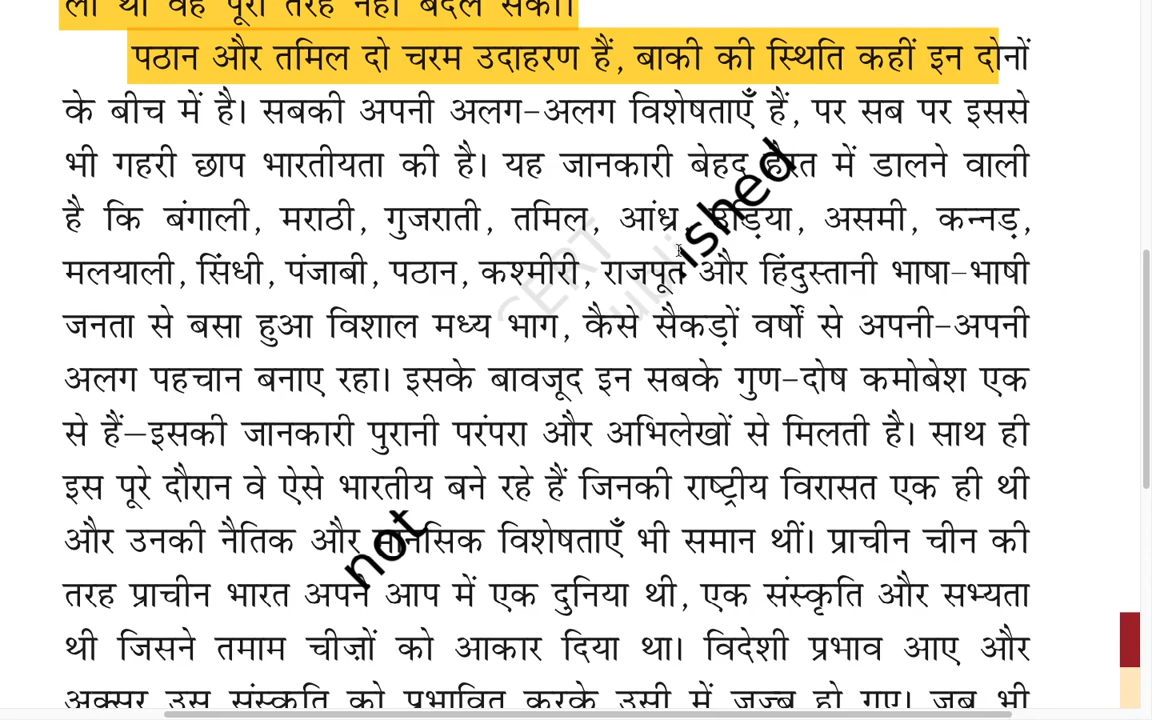 ली थी वह पूरी तरह नहीं बदल सकी।
पठान और तमिल दो चरम उदाहरण हैं, बाकी की स्थिति कहीं इन दोनों
के बीच में है। सबकी अपनी अलग-अलग विशेषताएँ हैं, पर सब पर इससे
भी गहरी छाप भारतीयता की है। यह जानकारी बेहद हैरत में डालने वाली
है कि बंगाली, मराठी, गुजराती, तमिल, आंध्र, उड़िया, असमी, कन्नड़,
मलयाली, सिंधी, पंजाबी, पठान, कश्मीरी, राजपूत और हिंदुस्तानी भाषा-भाषी
जनता से बसा हुआ विशाल मध्य भाग, कैसे सैकड़ों वर्षों से अपनी-अपनी
अलग पहचान बनाए रहा। इसके बावजूद इन सबके गुण-दोष कमोबेश एक
से हैं—इसकी जानकारी पुरानी परंपरा और अभिलेखों से मिलती है। साथ ही
इस पूरे दौरान वे ऐसे भारतीय बने रहे हैं जिनकी राष्ट्रीय विरासत एक ही थी
और उनकी नैतिक और मानसिक विशेषताएँ भी समान थीं। प्राचीन चीन की
तरह प्राचीन भारत अपने आप में एक दुनिया थी, एक संस्कृति और सभ्यता
थी जिसने तमाम चीज़ों को आकार दिया था। विदेशी प्रभाव आए और
अक्सर उस संस्कृति को प्रभावित करके उसी में जज़्ब हो गए। जब भी
CERT
ublished
not